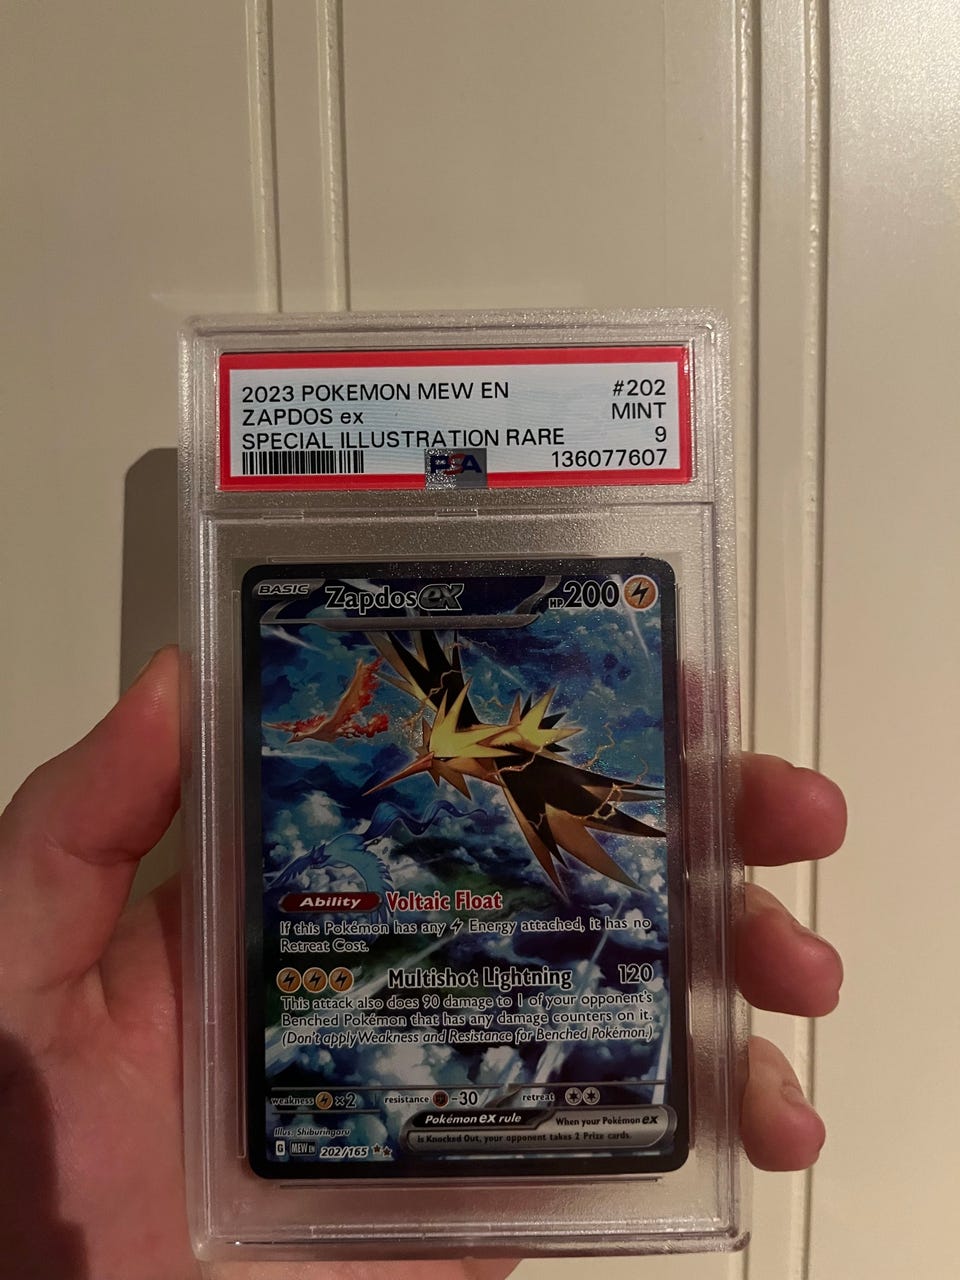 2023 POKEMON MEW EN #202
ZAPDOS ex MINT
SPECIAL ILLUSTRATION RARE 9
PSA 136077607
BASIC Zapdos ex HP 200
Ability Voltaic Float
If this Pokémon has any Energy attached, it has no
Retreat Cost.
Multishot Lightning 120
This attack also does 90 damage to 1 of your opponent's
Benched Pokémon that has any damage counters on it.
(Don't apply Weakness and Resistance for Benched Pokémon.)
weakness ×2 resistance -30 retreat
Pokémon ex rule When your Pokémon ex
is Knocked Out, your opponent takes 2 Prize cards.
Illus. Shiburingaru
G MEW EN 202/165